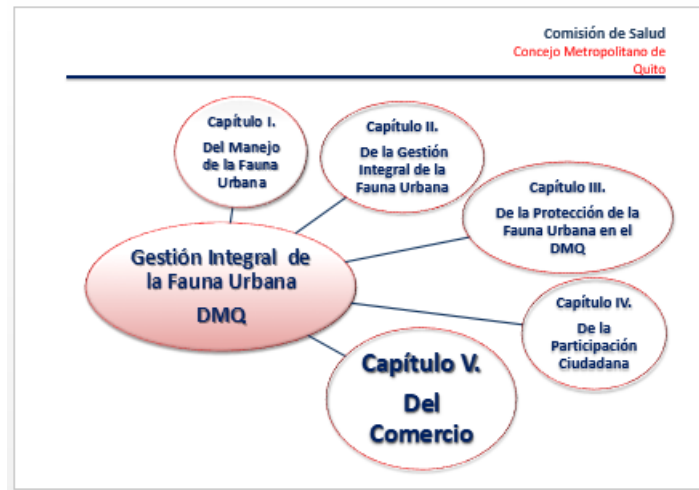 Comisión de Salud
Concejo Metropolitano de
Quito
Capítulo I.
Del Manejo
de la Fauna
Urbana
Capítulo II.
De la Gestión
Integral de la
Fauna Urbana
Capítulo III.
De la Protección de la
Fauna Urbana en el
DMQ
Gestión Integral de
la Fauna Urbana
DMQ
Capítulo IV.
De la
Participación
Ciudadana
Capítulo V.
Del
Comercio